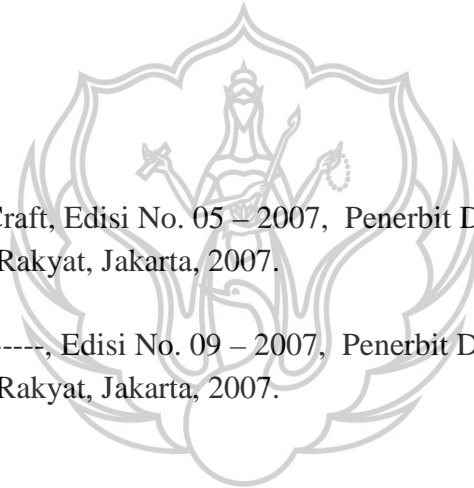 Craft, Edisi No. 05 – 2007, Penerbit D
Rakyat, Jakarta, 2007.
-----, Edisi No. 09 – 2007, Penerbit D
Rakyat, Jakarta, 2007.